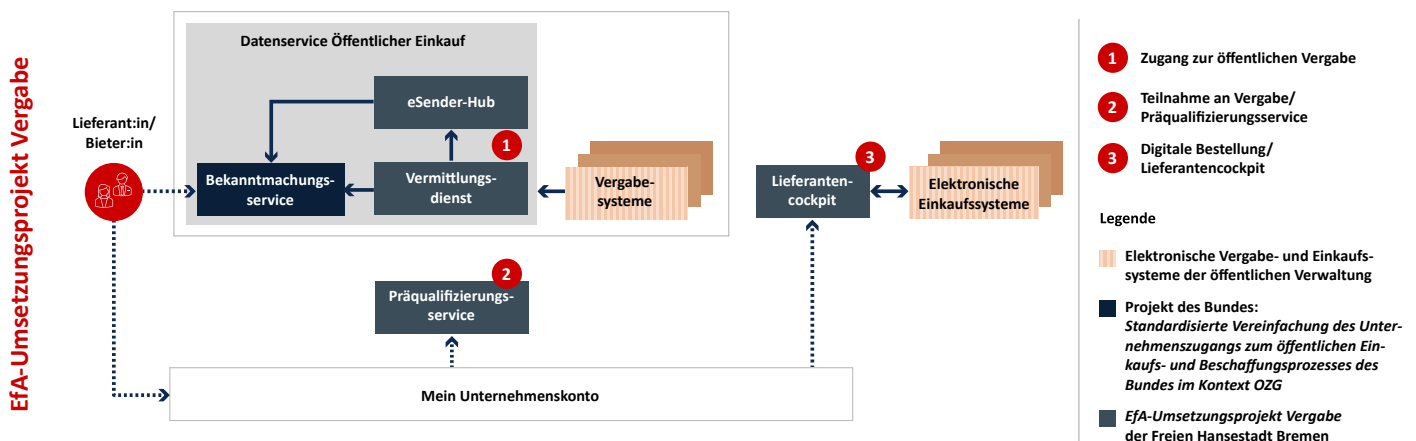 EfA-Umsetzungsprojekt Vergabe
Datenservice Öffentlicher Einkauf
eSender-Hub
Lieferant:in/
Bieter:in
1
Bekanntmachungs-
service
Vermittlungs-
dienst
Vergabe-
systeme
3
Lieferanten-
cockpit
Elektronische
Einkaufssysteme
2
Präqualifizierungs-
service
Mein Unternehmenskonto
1 Zugang zur öffentlichen Vergabe
2 Teilnahme an Vergabe/
Präqualifizierungsservice
3 Digitale Bestellung/
Lieferantencockpit
Legende
Elektronische Vergabe- und Einkaufs-
systeme der öffentlichen Verwaltung
Projekt des Bundes:
Standardisierte Vereinfachung des Unter-
nehmenszugangs zum öffentlichen Ein-
kaufs- und Beschaffungsprozesses des
Bundes im Kontext OZG
EfA-Umsetzungsprojekt Vergabe
der Freien Hansestadt Bremen